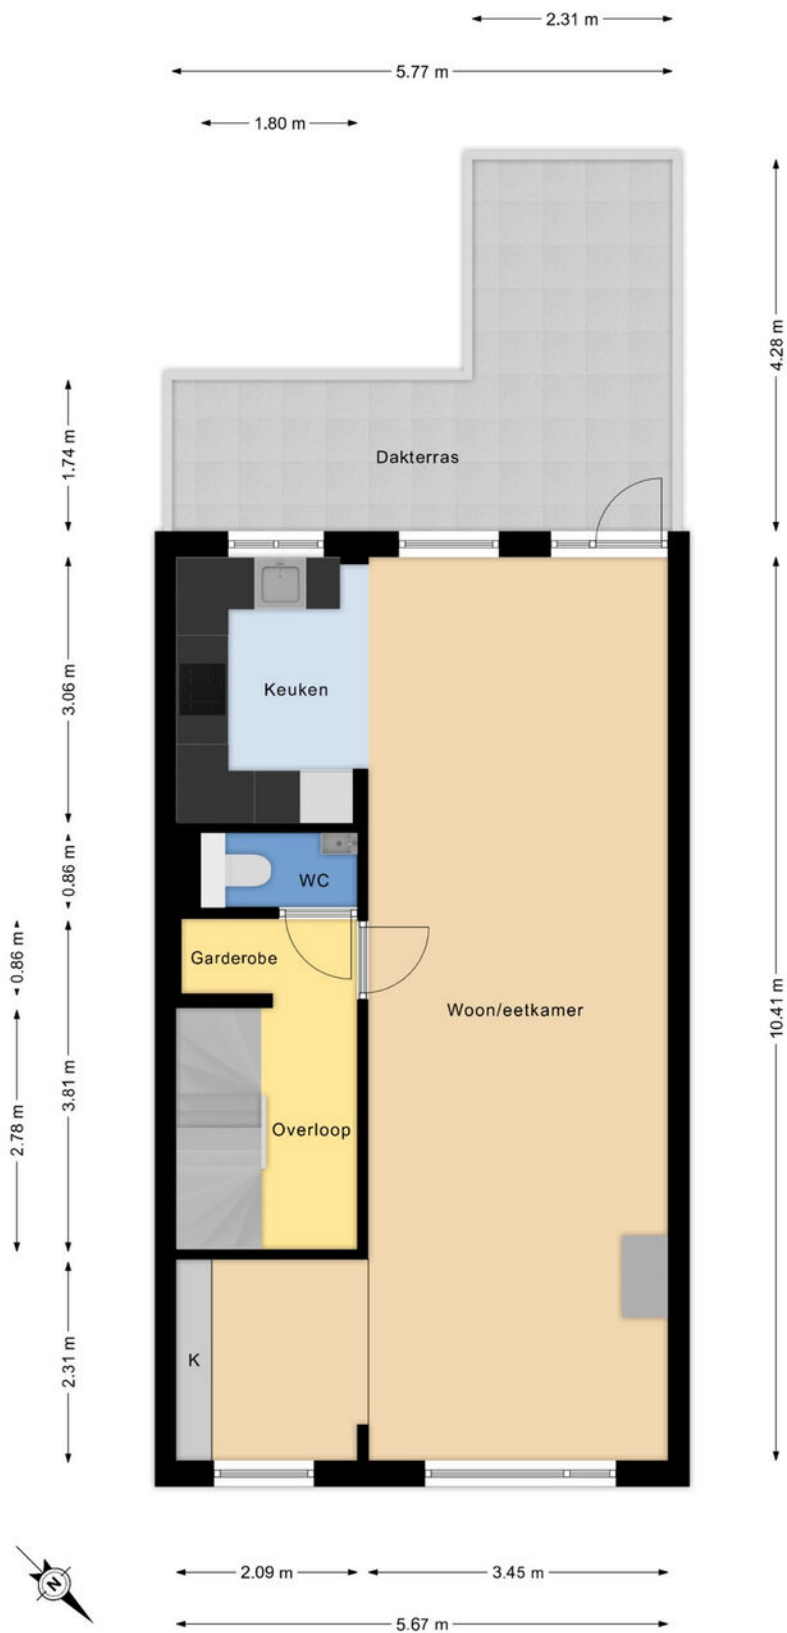 2.31 m
5.77 m
1.80 m
4.28 m
1.74 m
Dakterras
3.06 m
Keuken
0.86 m
WC
0.86 m
Garderobe
10.41 m
Woon/eetkamer
3.81 m
2.78 m
Overloop
2.31 m
K
N
2.09 m
3.45 m
5.67 m